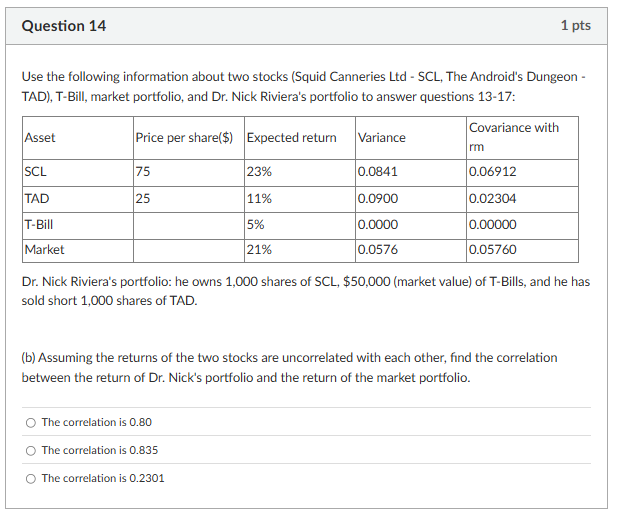 Question 14
1 pts
Use the following information about two stocks (Squid Canneries Ltd - SCL, The Android's Dungeon -
TAD), T-Bill, market portfolio, and Dr. Nick Riviera's portfolio to answer questions 13-17:
Asset Price per share($) Expected return Variance Covariance with
rm
SCL 75 23% 0.0841 0.06912
TAD 25 11% 0.0900 0.02304
T-Bill 5% 0.0000 0.00000
Market 21% 0.0576 0.05760
Dr. Nick Riviera's portfolio: he owns 1,000 shares of SCL, $50,000 (market value) of T-Bills, and he has
sold short 1,000 shares of TAD.
(b) Assuming the returns of the two stocks are uncorrelated with each other, find the correlation
between the return of Dr. Nick's portfolio and the return of the market portfolio.
The correlation is 0.80
The correlation is 0.835
The correlation is 0.2301